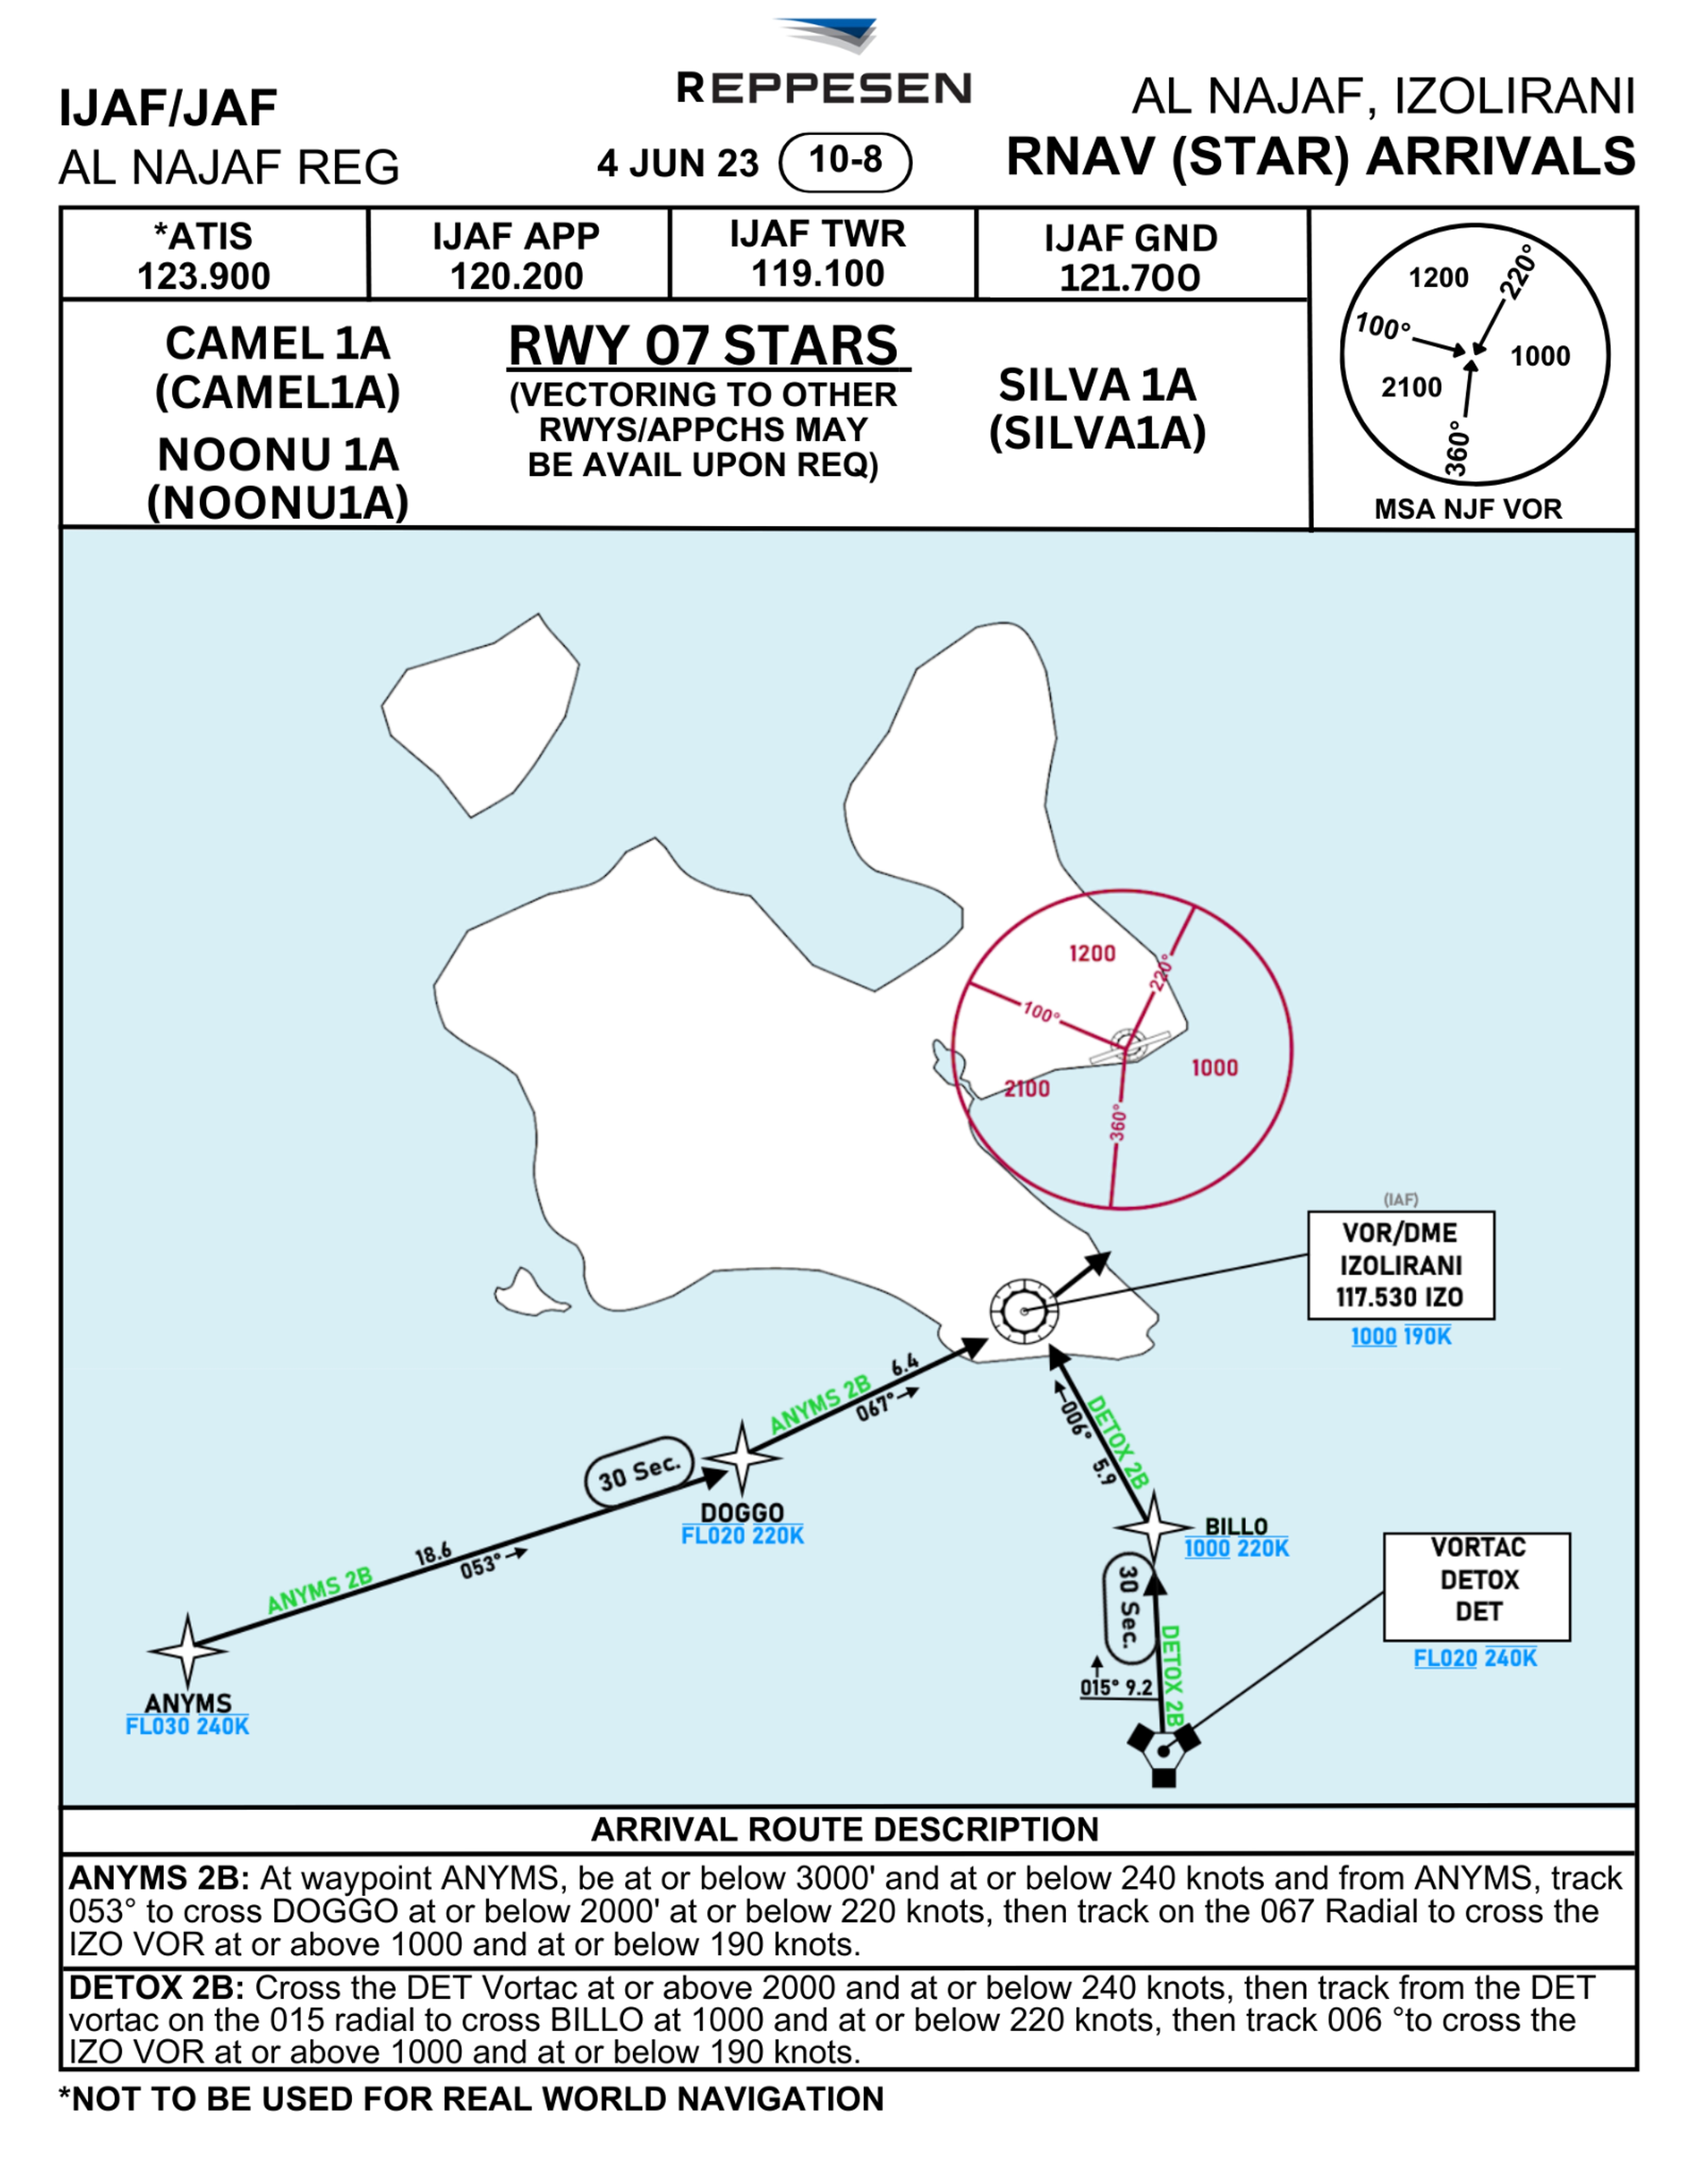 REPPESEN
IJAF/JAF
AL NAJAF REG
4 JUN 23
10-8
AL NAJAF, IZOLIRANI
RNAV (STAR) ARRIVALS
*ATIS
123.900
IJAF APP
120.200
IJAF TWR
119.100
IJAF GND
121.700
CAMEL 1A
(CAMEL1A)
NOONU 1A
(NOONU1A)
RWY 07 STARS
(VECTORING TO OTHER
RWYS/APPCHS MAY
BE AVAIL UPON REQ)
SILVA 1A
(SILVA1A)
1200
220°
100°
1000
2100
360°
MSA NJF VOR
1200
220°
100°
1000
2100
360°
(IAF)
VOR/DME
IZOLIRANI
117.530 IZO
1000 190K
ANYMS 2B
6.4
067°
DETOX 2B
006°
5.9
30 Sec.
DOGGO
FL020 220K
BILLO
1000 220K
ANYMS 2B
18.6
053°
30 Sec.
VORTAC
DETOX
DET
FL020 240K
DETOX 2B
015° 9.2
ANYMS
FL030 240K
ARRIVAL ROUTE DESCRIPTION
ANYMS 2B: At waypoint ANYMS, be at or below 3000' and at or below 240 knots and from ANYMS, track
053° to cross DOGGO at or below 2000' at or below 220 knots, then track on the 067 Radial to cross the
IZO VOR at or above 1000 and at or below 190 knots.
DETOX 2B: Cross the DET Vortac at or above 2000 and at or below 240 knots, then track from the DET
vortac on the 015 radial to cross BILLO at 1000 and at or below 220 knots, then track 006 °to cross the
IZO VOR at or above 1000 and at or below 190 knots.
*NOT TO BE USED FOR REAL WORLD NAVIGATION